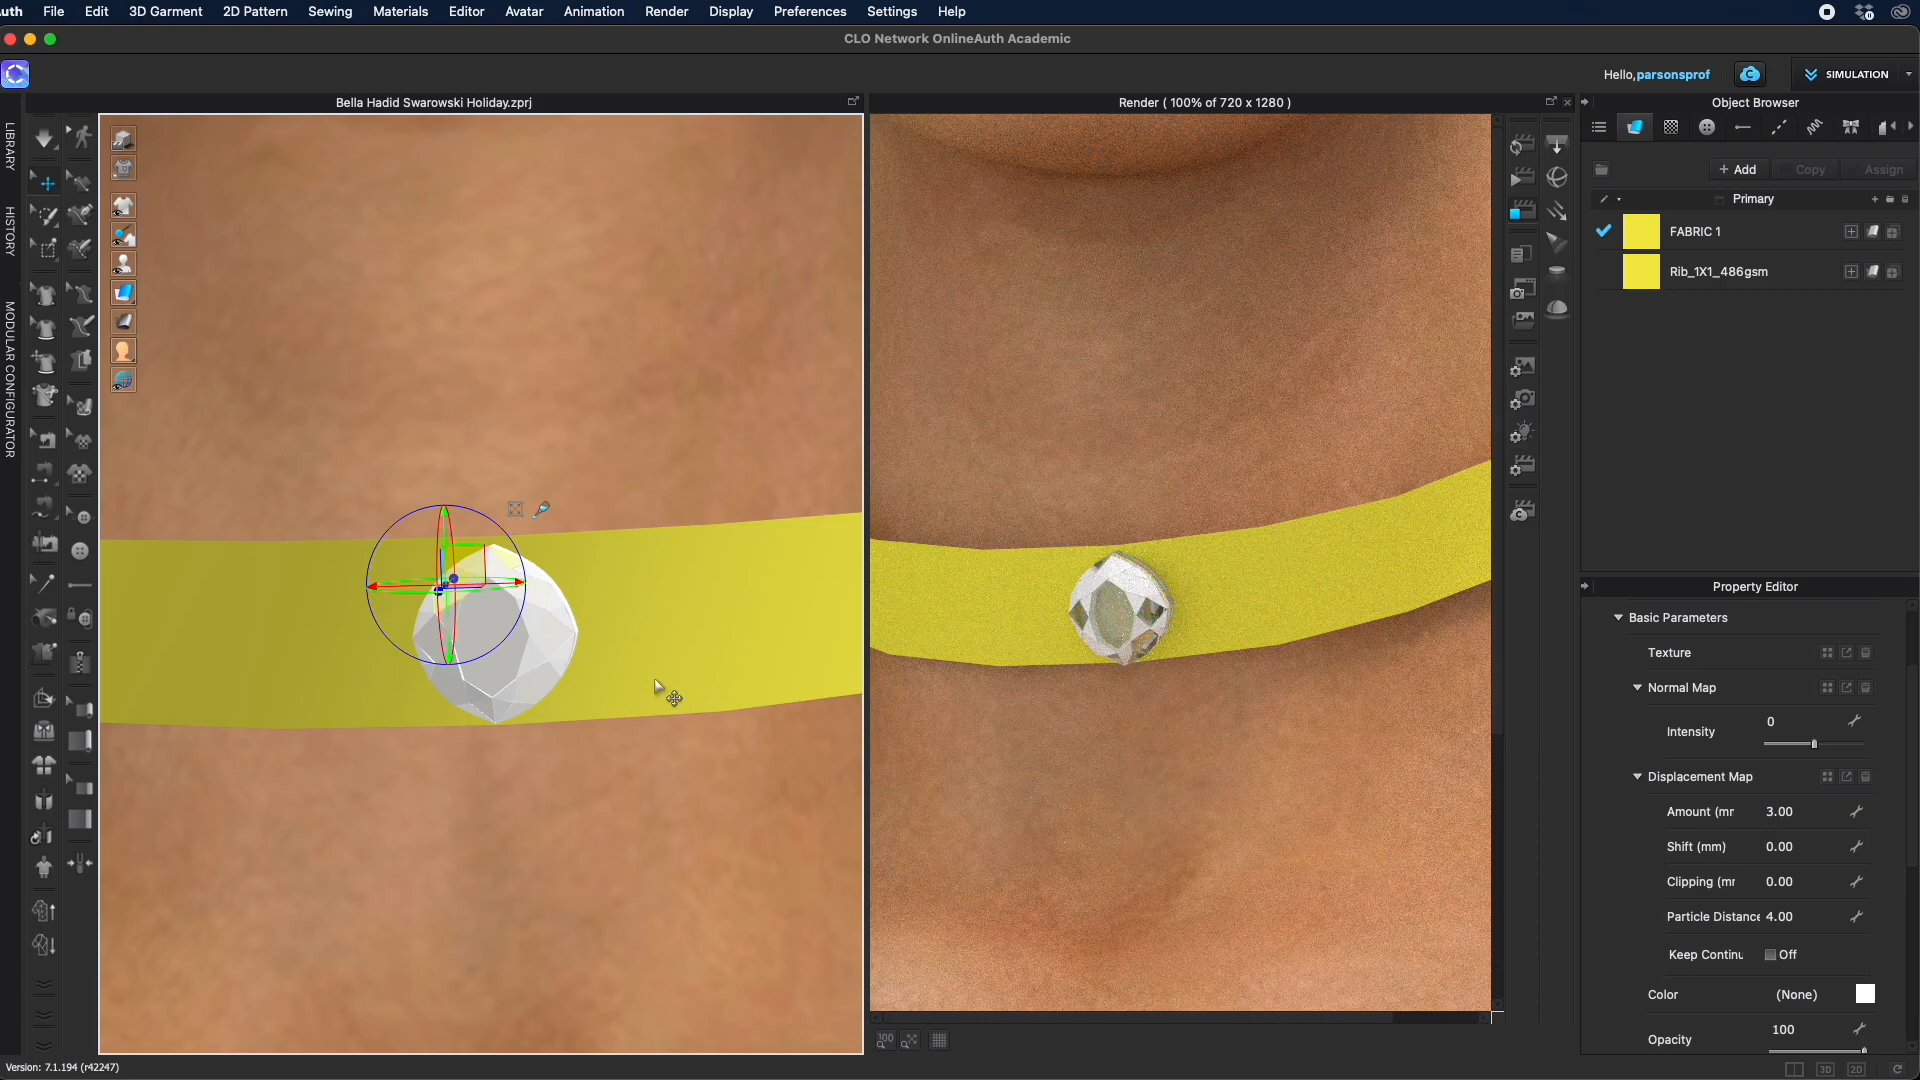 uth File Edit 3D Garment 2D Pattern Sewing Materials Editor Avatar Animation Render Display Preferences Settings Help
CLO Network OnlineAuth Academic
Hello,parsonsprof
SIMULATION
Bella Hadid Swarowski Holiday.zprj
Render ( 100% of 720 x 1280 )
Object Browser
LIBRARY
HISTORY
MODULAR CONFIGURATOR
+ Add
Copy
Assign
Primary
FABRIC 1
Rib_1X1_486gsm
Property Editor
Basic Parameters
Texture
Normal Map
Intensity 0
Displacement Map
Amount (mr 3.00
Shift (mm) 0.00
Clipping (mr 0.00
Particle Distance 4.00
Keep Continu Off
Color (None)
Opacity 100
100
Version: 7.1.194 (r42247)
3D
2D